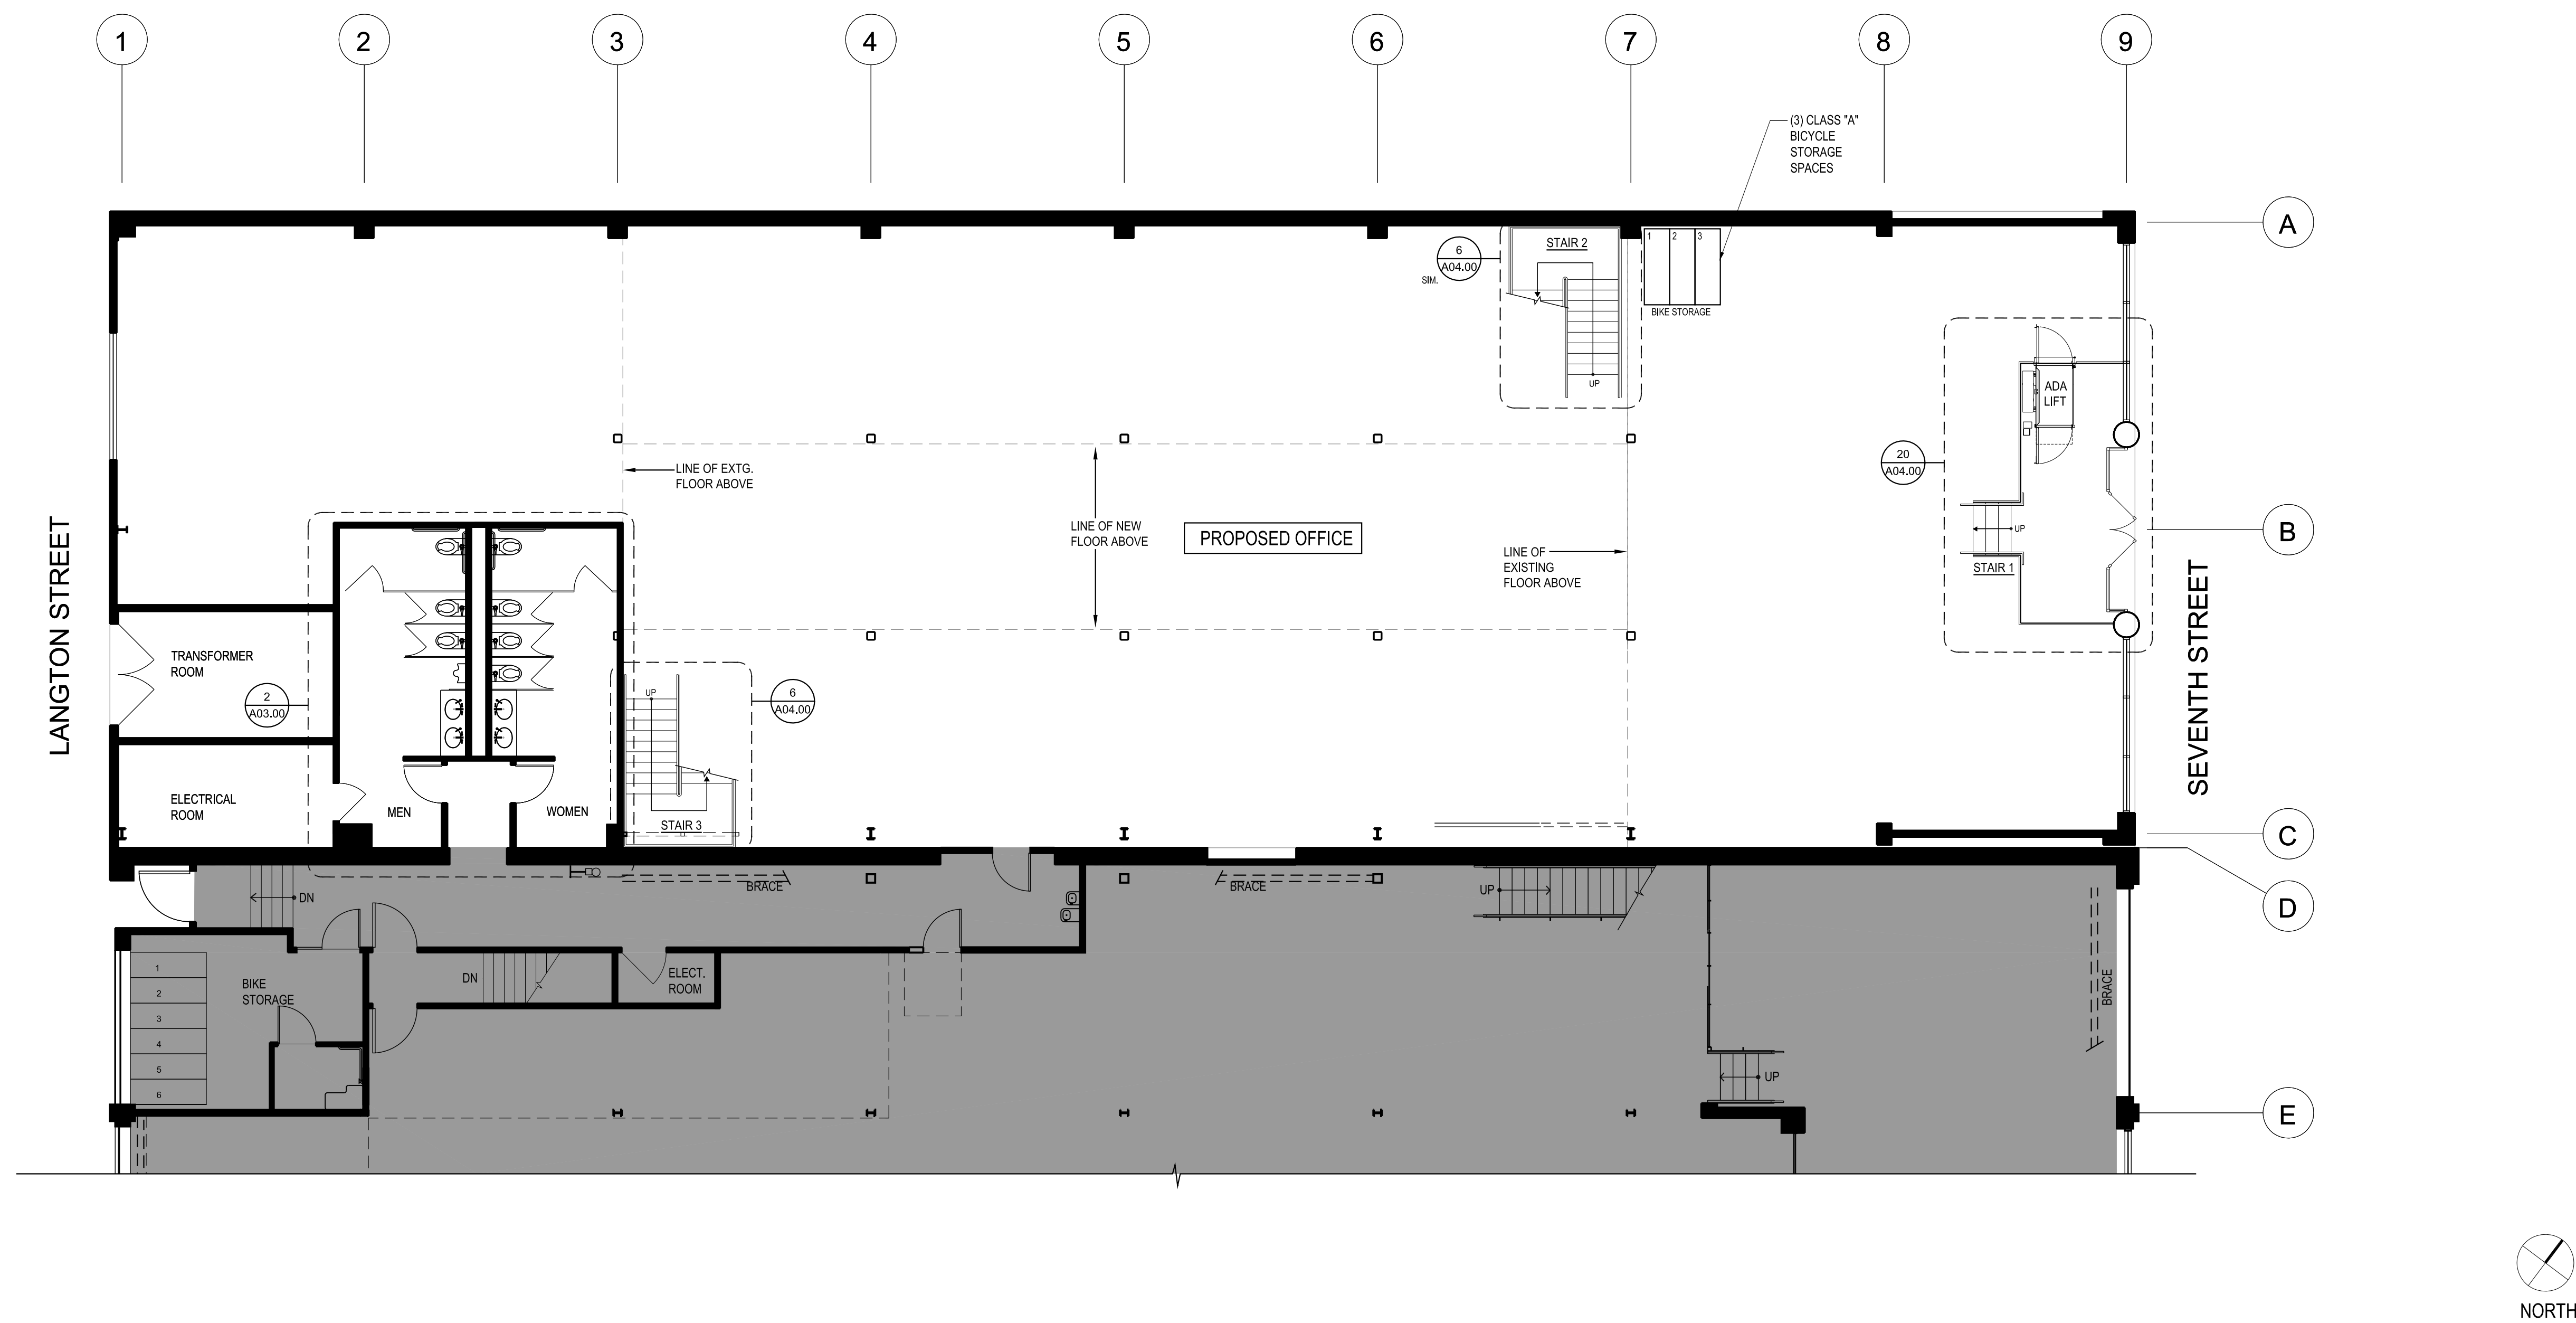 1 2 3 4 5 6 7 8 9
(3) CLASS "A"
BICYCLE
STORAGE
SPACES
A
6
A04.00
SIM.
STAIR 2
UP
1 2 3
BIKE STORAGE
ADA
LIFT
20
A04.00
UP
STAIR 1
B
LINE OF EXTG.
FLOOR ABOVE
LINE OF NEW
FLOOR ABOVE
PROPOSED OFFICE
LINE OF
EXISTING
FLOOR ABOVE
LANGTON STREET
SEVENTH STREET
TRANSFORMER
ROOM
2
A03.00
UP
6
A04.00
ELECTRICAL
ROOM
MEN
WOMEN
STAIR 3
C
DN
BRACE
BRACE
UP
D
1
2
3
4
5
6
BIKE
STORAGE
DN
ELECT.
ROOM
BRACE
UP
E
NORTH